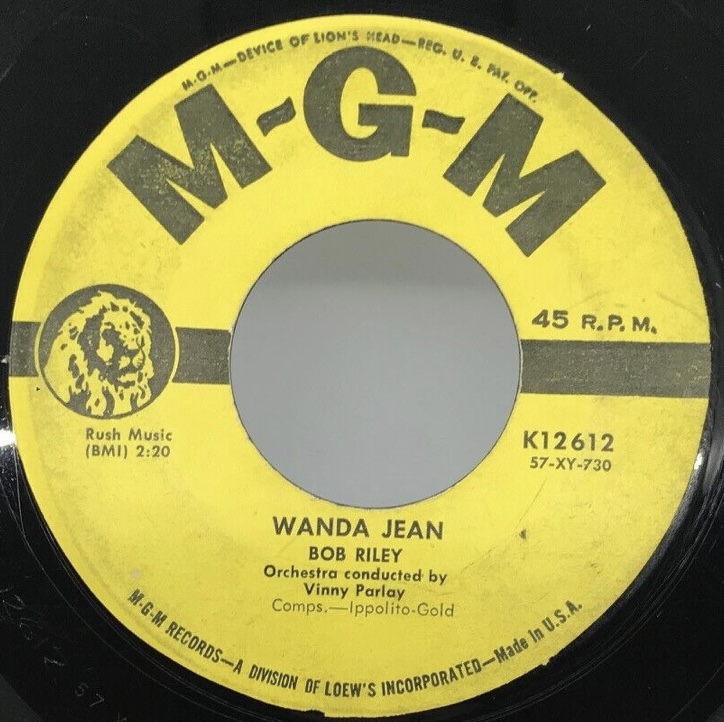 M-G-M—DEVICE OF LION'S HEAD—REG. U. S. PAT. OFF.
M-G-M
45 R.P.M.
Rush Music
(BMI) 2:20
K12612
57-XY-730
WANDA JEAN
BOB RILEY
Orchestra conducted by
Vinny Parlay
Comps.—Ippolito-Gold
M-G-M RECORDS—A DIVISION OF LOEW'S INCORPORATED—Made in U.S.A.